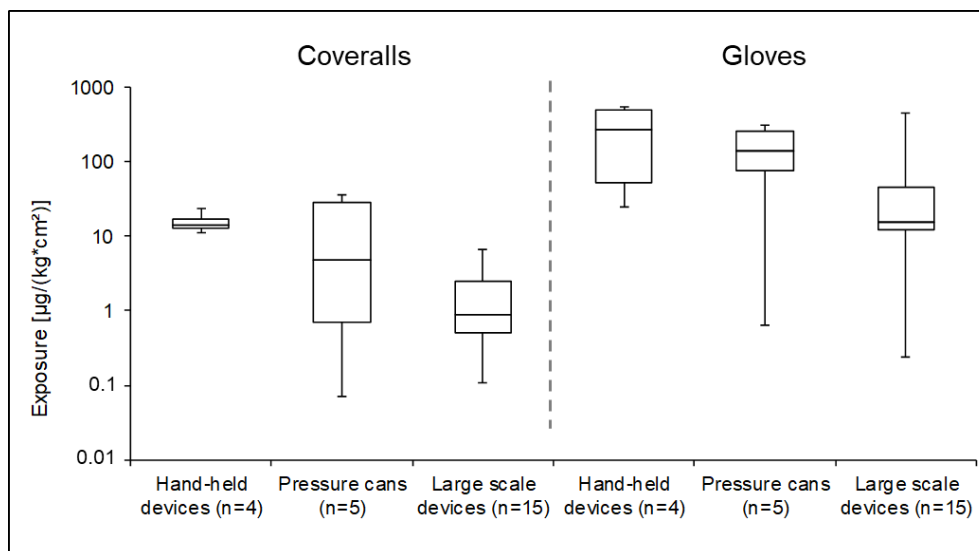 Coveralls
Gloves
Exposure [µg/(kg*cm²)]
1000
100
10
1
0.1
0.01
Hand-held
devices (n=4)
Pressure cans
(n=5)
Large scale
devices (n=15)
Hand-held
devices (n=4)
Pressure cans
(n=5)
Large scale
devices (n=15)